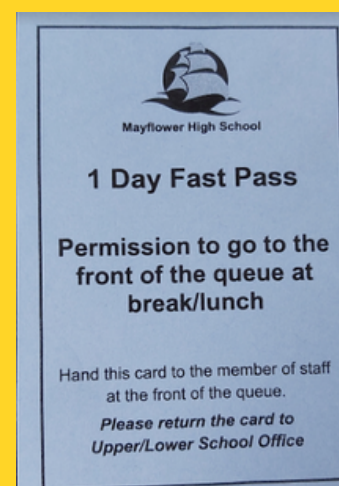 Mayflower High School
1 Day Fast Pass
Permission to go to the
front of the queue at
break/lunch
Hand this card to the member of staff
at the front of the queue.
Please return the card to
Upper/Lower School Office